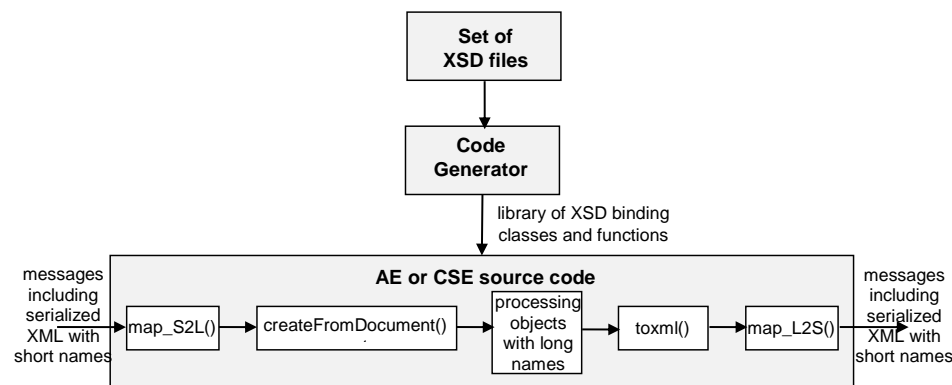 Set of
XSD files
Code
Generator
library of XSD binding
classes and functions
AE or CSE source code
messages
including
serialized
XML with
short names
map_S2L()
createFromDocument()
.
processing
objects
with long
names
toxml()
map_L2S()
messages
including
serialized
XML with
short names